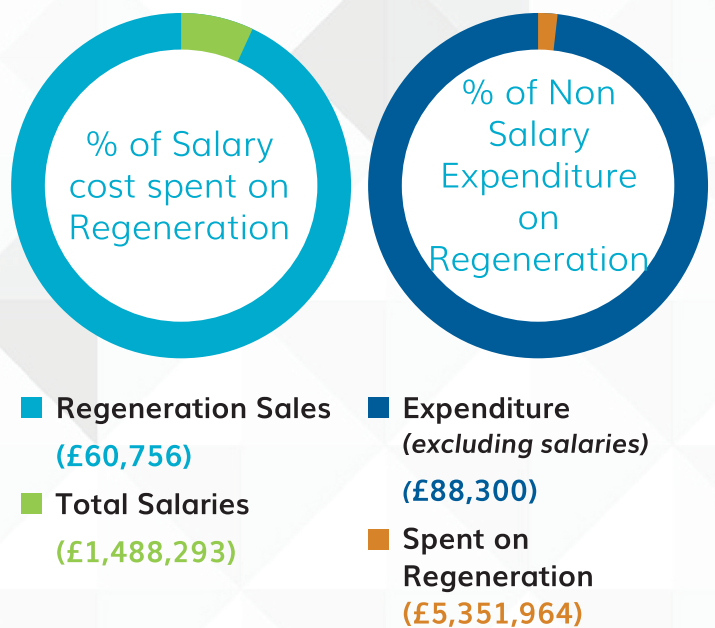 % of Salary
cost spent on
Regeneration
% of Non
Salary
Expenditure
on
Regeneration
Regeneration Sales
(£60,756)
Total Salaries
(£1,488,293)
Expenditure
(excluding salaries)
(£88,300)
Spent on
Regeneration
(£5,351,964)